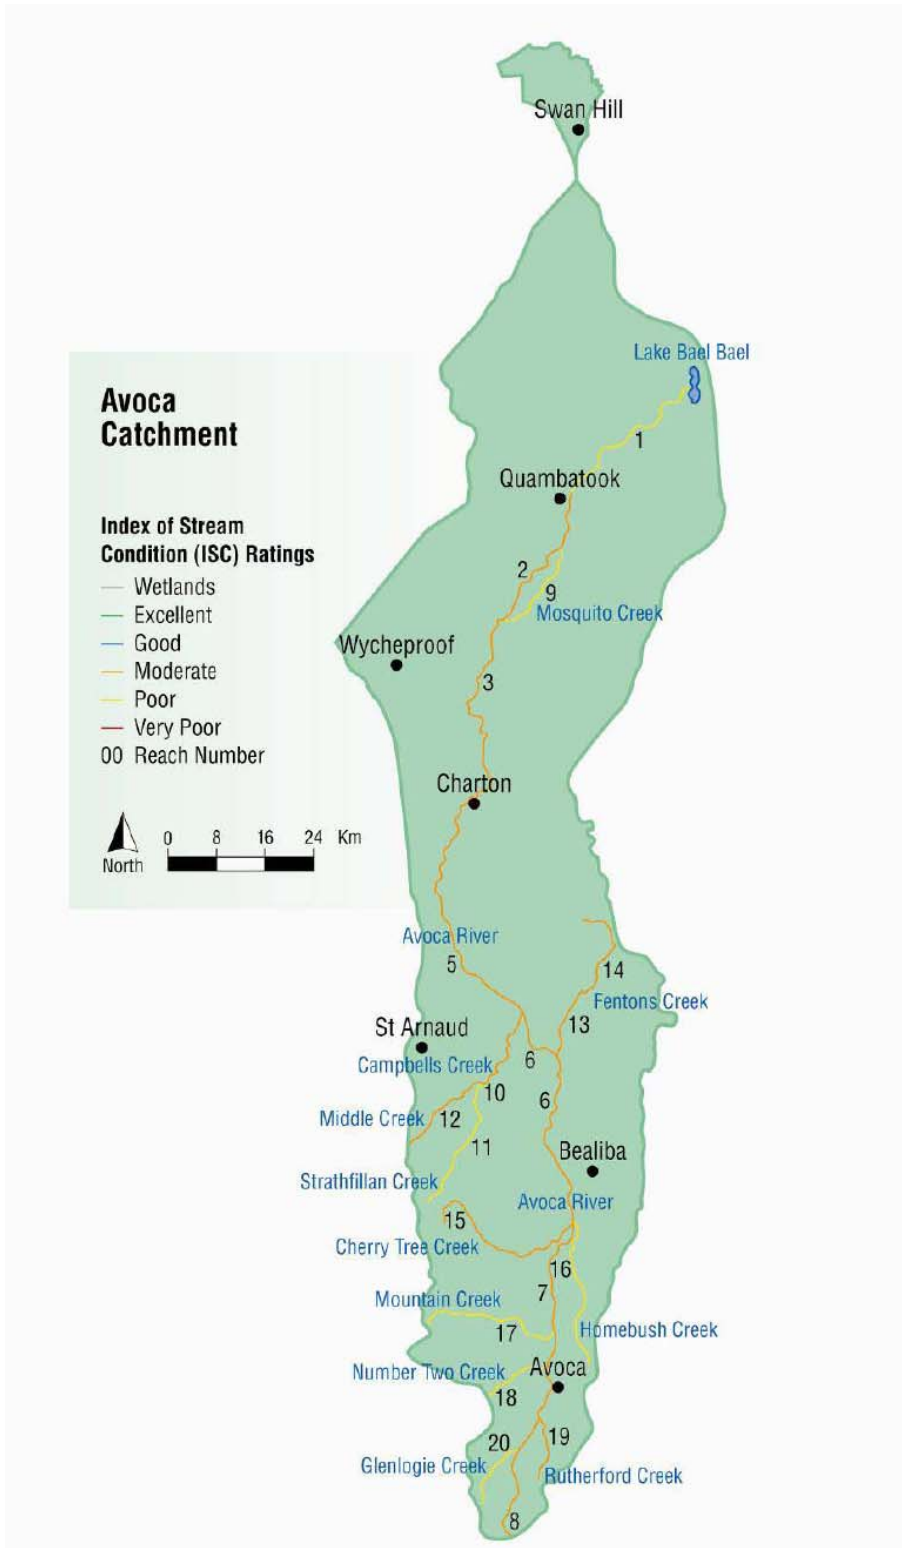 Swan Hill
Lake Bael Bael
Avoca
Catchment
1
Quambatook
Index of Stream
Condition (ISC) Ratings
Wetlands
Excellent
Good
Moderate
Poor
Very Poor
00 Reach Number
2
9
Mosquito Creek
Wycheproof
3
Charton
0 8 16 24 Km
North
Avoca River
5
14
Fentons Creek
St Arnaud
13
Campbells Creek
6
10
6
Middle Creek
12
11
Bealiba
Strathfillan Creek
Avoca River
15
Cherry Tree Creek
16
7
Mountain Creek
17
Homebush Creek
Number Two Creek
Avoca
18
19
20
Glenlogie Creek
Rutherford Creek
8